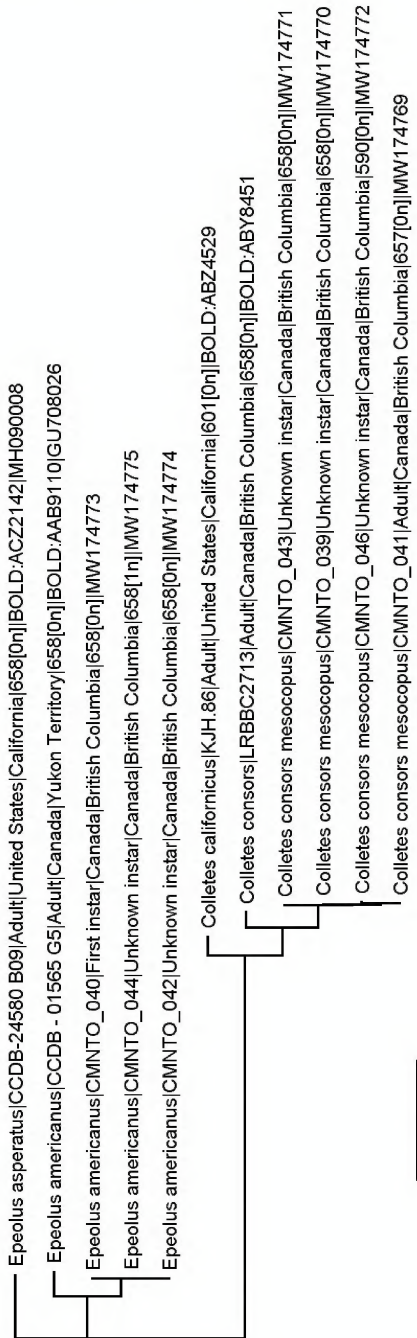 Epeolus asperatus|CCDB-24580 B09|Adult|United States|California|658[0n]|BOLD:ACZ2142|MH090008
Epeolus americanus|CCDB - 01565 G5|Adult|Canada|Yukon Territory|658[0n]|BOLD:AAB9110|GU708026
Epeolus americanus|CMNTO_040|First instar|Canada|British Columbia|658[0n]|MW174773
Epeolus americanus|CMNTO_044|Unknown instar|Canada|British Columbia|658[1n]|MW174775
Epeolus americanus|CMNTO_042|Unknown instar|Canada|British Columbia|658[0n]|MW174774
Colletes californicus|KJH.86|Adult|United States|California|601[0n]|BOLD:ABZ4529
Colletes consors|LRBBC2713|Adult|Canada|British Columbia|658[0n]|BOLD:ABY8451
Colletes consors mesocopus|CMNTO_043|Unknown instar|Canada|British Columbia|658[0n]|MW174771
Colletes consors mesocopus|CMNTO_039|Unknown instar|Canada|British Columbia|658[0n]|MW174770
Colletes consors mesocopus|CMNTO_046|Unknown instar|Canada|British Columbia|590[0n]|MW174772
Colletes consors mesocopus|CMNTO_041|Adult|Canada|British Columbia|657[0n]|MW174769